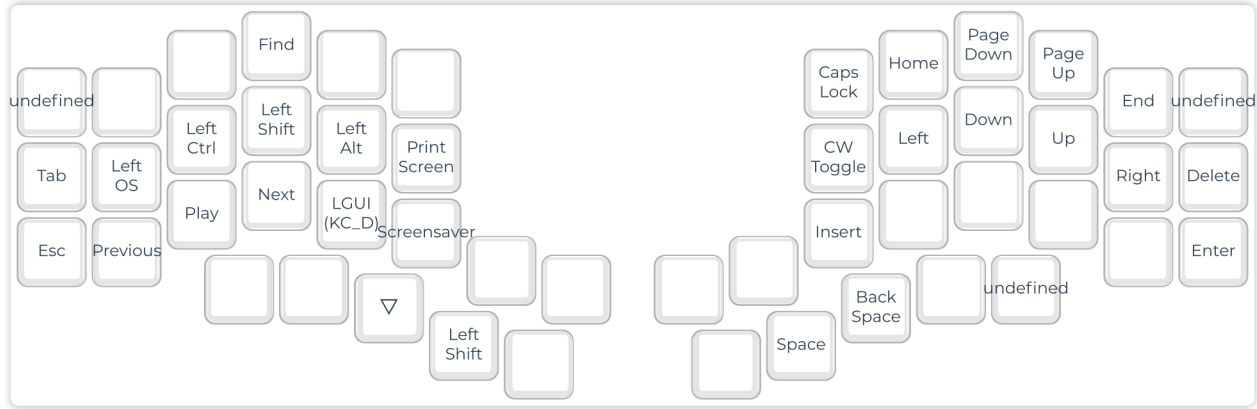 undefined
Find
Tab
Left
OS
Left
Ctrl
Left
Shift
Left
Alt
Print
Screen
Esc
Previous
Play
Next
LGUI
(KC_D)
Screensaver
▽
Left
Shift
Caps
Lock
Home
Page
Down
Page
Up
End
undefined
CW
Toggle
Left
Down
Up
Right
Delete
Insert
Enter
Space
Back
Space
undefined